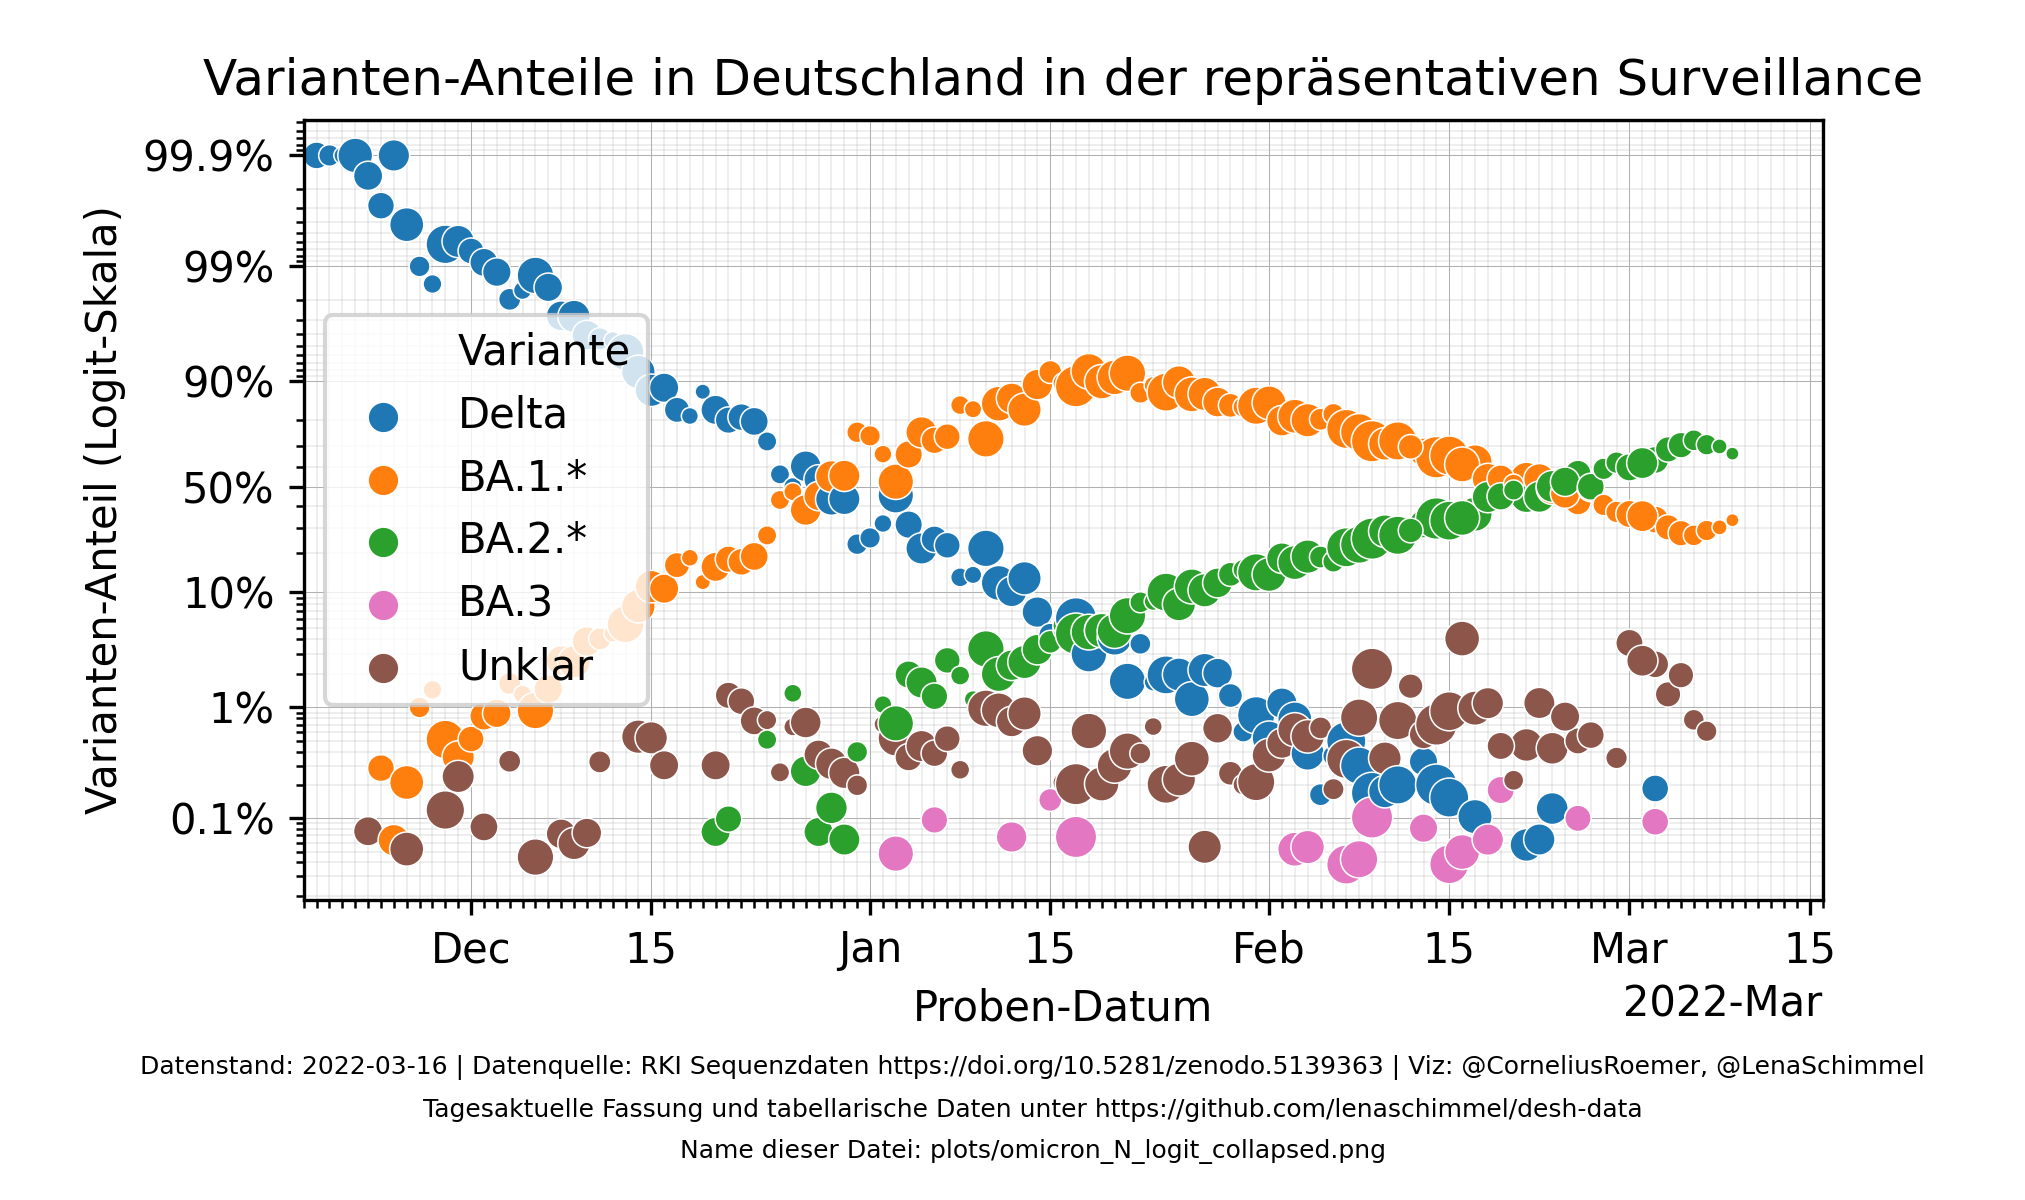 Varianten-Anteile in Deutschland in der repräsentativen Surveillance
Varianten-Anteil (Logit-Skala)
99.9%
99%
90%
50%
10%
1%
0.1%
Variante
Delta
BA.1.*
BA.2.*
BA.3
Unklar
Dec 15 Jan 15 Feb 15 Mar 15
Proben-Datum
2022-Mar
Datenstand: 2022-03-16 | Datenquelle: RKI Sequenzdaten https://doi.org/10.5281/zenodo.5139363 | Viz: @CorneliusRoemer, @LenaSchimmel
Tagesaktuelle Fassung und tabellarische Daten unter https://github.com/lenaschimmel/desh-data
Name dieser Datei: plots/omicron_N_logit_collapsed.png